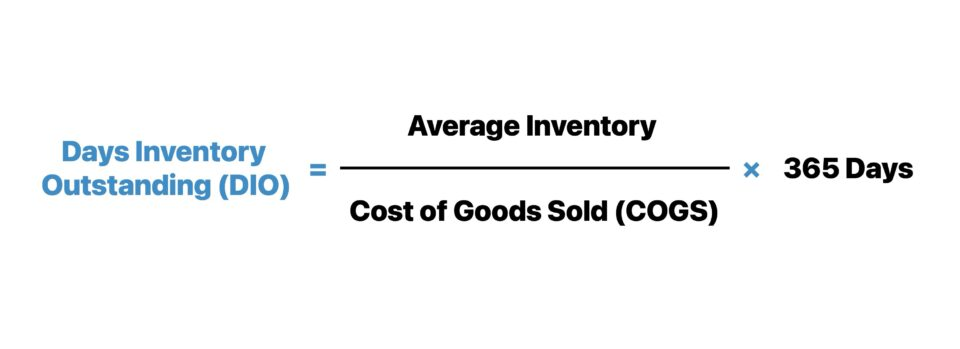 Days Inventory
Outstanding (DIO)
=
Average Inventory
Cost of Goods Sold (COGS)
×
365 Days